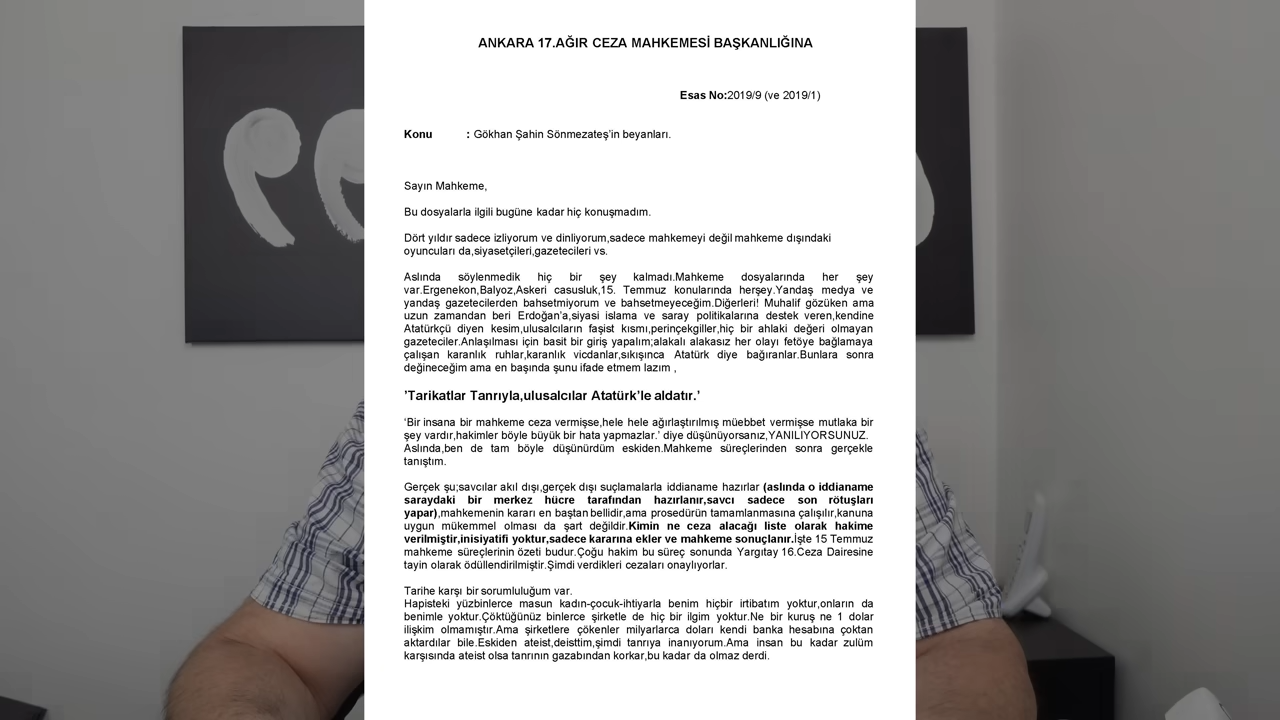 ANKARA 17.AĞIR CEZA MAHKEMESİ BAŞKANLIĞINA
Esas No:2019/9 (ve 2019/1)
Konu : Gökhan Şahin Sönmezateş’in beyanları.
Sayın Mahkeme,
Bu dosyalarla ilgili bugüne kadar hiç konuşmadım.
Dört yıldır sadece izliyorum ve dinliyorum,sadece mahkemeyi değil mahkeme dışındaki
oyuncuları da,siyasetçileri,gazetecileri vs.
Aslında söylenmedik hiç bir şey kalmadı.Mahkeme dosyalarında her şey
var.Ergenekon,Balyoz,Askeri casusluk,15. Temmuz konularında herşey.Yandaş medya ve
yandaş gazetecilerden bahsetmiyorum ve bahsetmeyeceğim.Diğerleri! Muhalif gözüken ama
uzun zamandan beri Erdoğan’a,siyasi islama ve saray politikalarına destek veren,kendine
Atatürkçü diyen kesim,ulusalcıların faşist kısmı,perinçekgiller,hiç bir ahlaki değeri olmayan
gazeteciler.Anlaşılması için basit bir giriş yapalım;alakalı alakasız her olayı fetöye bağlamaya
çalışan karanlık ruhlar,karanlık vicdanlar,sıkışınca Atatürk diye bağıranlar.Bunlara sonra
değineceğim ama en başında şunu ifade etmem lazım ,
’Tarikatlar Tanrıyla,ulusalcılar Atatürk’le aldatır.’
‘Bir insana bir mahkeme ceza vermişse,hele hele ağırlaştırılmış müebbet vermişse mutlaka bir
şey vardır,hakimler böyle büyük bir hata yapmazlar.’ diye düşünüyorsanız,YANILIYORSUNUZ.
Aslında,ben de tam böyle düşünürdüm eskiden.Mahkeme süreçlerinden sonra gerçekle
tanıştım.
Gerçek şu;savcılar akıl dışı,gerçek dışı suçlamalarla iddianame hazırlar (aslında o iddianame
saraydaki bir merkez hücre tarafından hazırlanır,savcı sadece son rötuşları
yapar),mahkemenin kararı en baştan bellidir,ama prosedürün tamamlanmasına çalışılır,kanuna
uygun mükemmel olması da şart değildir.Kimin ne ceza alacağı liste olarak hakime
verilmiştir,inisiyatifi yoktur,sadece kararına ekler ve mahkeme sonuçlanır.İşte 15 Temmuz
mahkeme süreçlerinin özeti budur.Çoğu hakim bu süreç sonunda Yargıtay 16.Ceza Dairesine
tayin olarak ödüllendirilmiştir.Şimdi verdikleri cezaları onaylıyorlar.
Tarihe karşı bir sorumluluğum var.
Hapisteki yüzbinlerce masun kadın-çocuk-ihtiyarla benim hiçbir irtibatım yoktur,onların da
benimle yoktur.Çöktüğünüz binlerce şirketle de hiç bir ilgim yoktur.Ne bir kuruş ne 1 dolar
ilişkim olmamıştır.Ama şirketlere çökenler milyarlarca doları kendi banka hesabına çoktan
aktardılar bile.Eskiden ateist,deisttim,şimdi tanrıya inanıyorum.Ama insan bu kadar zulüm
karşısında ateist olsa tanrının gazabından korkar,bu kadar da olmaz derdi.